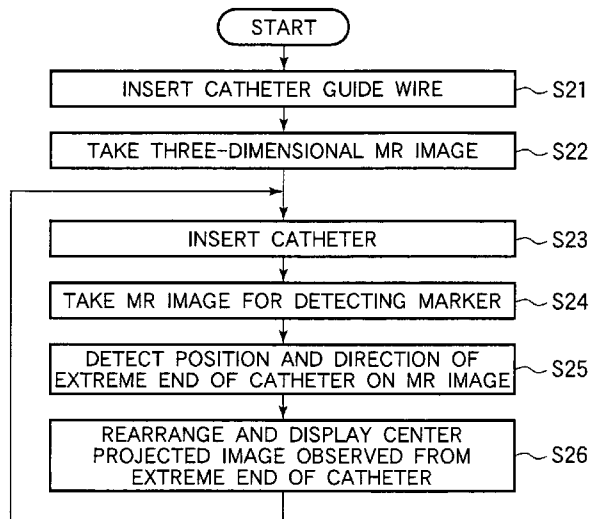 START
INSERT CATHETER GUIDE WIRE
S21
TAKE THREE-DIMENSIONAL MR IMAGE
S22
INSERT CATHETER
S23
TAKE MR IMAGE FOR DETECTING MARKER
S24
DETECT POSITION AND DIRECTION OF
EXTREME END OF CATHETER ON MR IMAGE
S25
REARRANGE AND DISPLAY CENTER
PROJECTED IMAGE OBSERVED FROM
EXTREME END OF CATHETER
S26